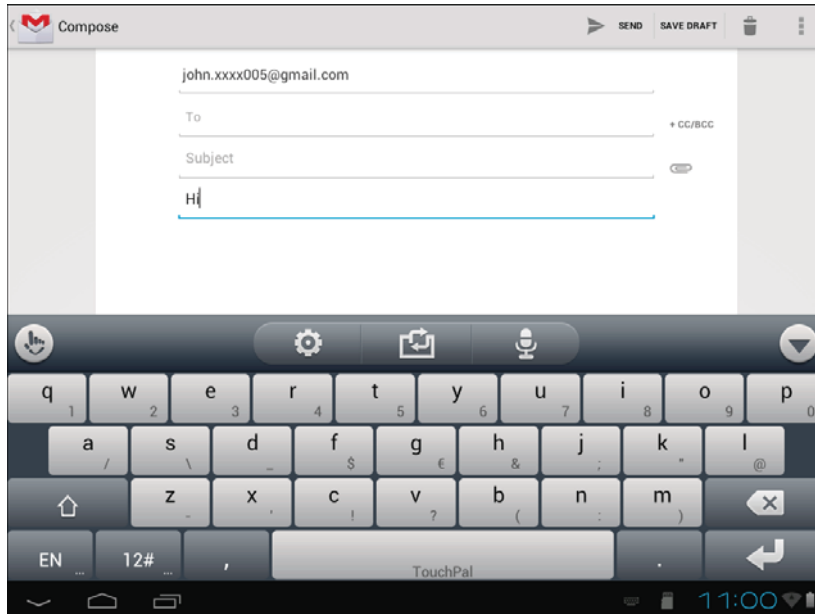 Compose SEND SAVE DRAFT
john.xxxx005@gmail.com
To
+ CC/BCC
Subject
Hi
q 1 w 2 e 3 r 4 t 5 y 6 u 7 i 8 o 9 p 0
a / s \ d _ f $ g € h & j ; k " l @
z - x ' c ! v ? b ( n : m )
EN ... 12# ... , TouchPal .
11:00